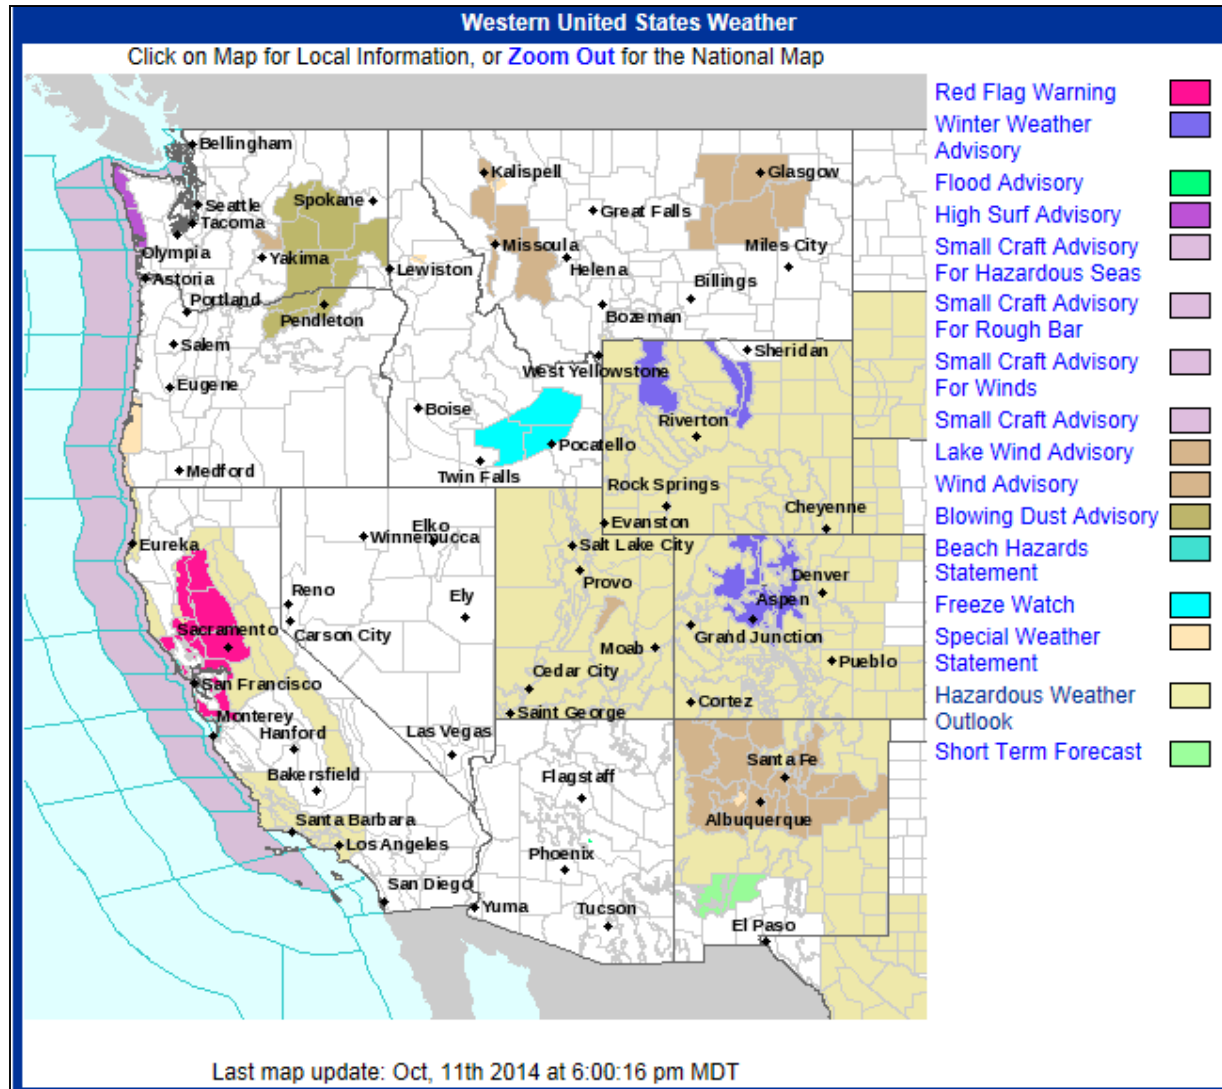 Western United States Weather
Click on Map for Local Information, or Zoom Out for the National Map
Bellingham
Seattle
Tacoma
Olympia
Spokane
Yakima
Astoria
Portland
Pendleton
Lewiston
Salem
Eugene
Medford
Kalispell
Glasgow
Great Falls
Missoula
Helena
Miles City
Billings
Bozeman
West Yellowstone
Sheridan
Boise
Pocatello
Twin Falls
Riverton
Rock Springs
Evanston
Cheyenne
Eureka
Winnemucca
Elko
Salt Lake City
Provo
Denver
Aspen
Reno
Ely
Sacramento
Carson City
Moab
Grand Junction
Pueblo
San Francisco
Cedar City
Cortez
Monterey
Hanford
Las Vegas
Saint George
Bakersfield
Flagstaff
Santa Fe
Albuquerque
Santa Barbara
Los Angeles
Phoenix
San Diego
Yuma
Tucson
El Paso
Red Flag Warning
Winter Weather
Advisory
Flood Advisory
High Surf Advisory
Small Craft Advisory
For Hazardous Seas
Small Craft Advisory
For Rough Bar
Small Craft Advisory
For Winds
Small Craft Advisory
Lake Wind Advisory
Wind Advisory
Blowing Dust Advisory
Beach Hazards
Statement
Freeze Watch
Special Weather
Statement
Hazardous Weather
Outlook
Short Term Forecast
Last map update: Oct, 11th 2014 at 6:00:16 pm MDT